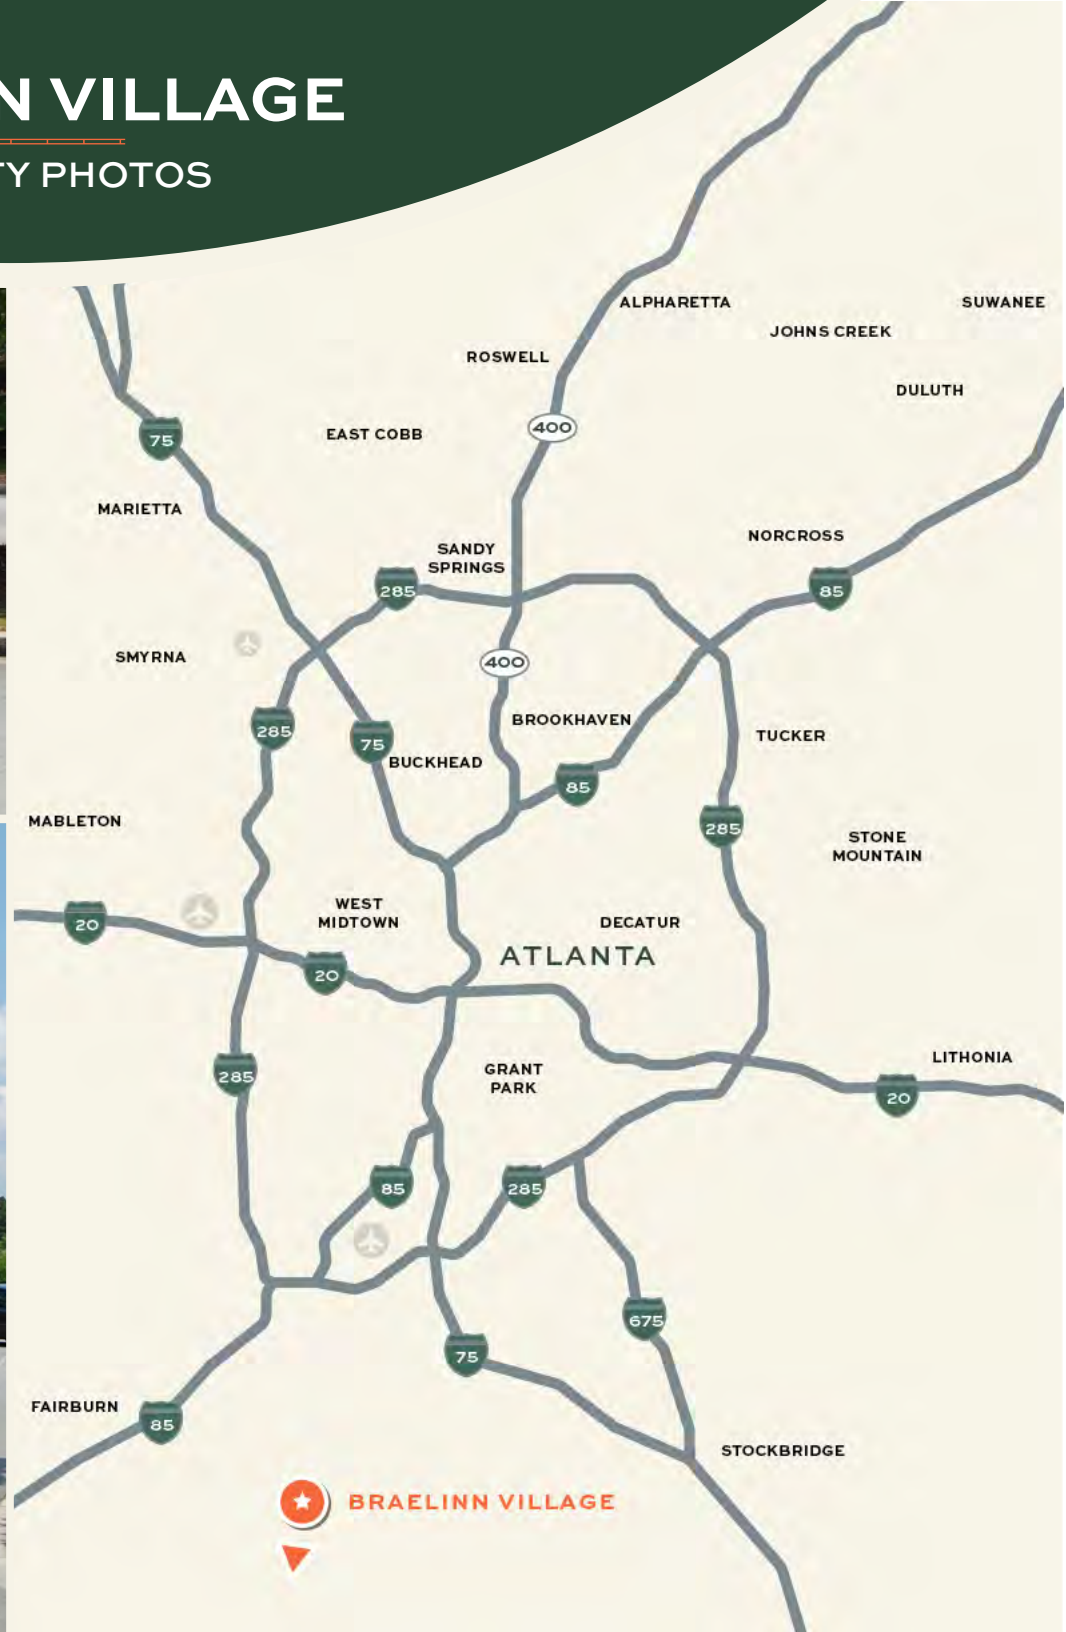 N VILLAGE
TY PHOTOS
ALPHARETTA
SUWANEE
JOHNS CREEK
ROSWELL
DULUTH
400
EAST COBB
75
MARIETTA
NORCROSS
SANDY
SPRINGS
285
85
SMYRNA
400
BROOKHAVEN
285
TUCKER
75
BUCKHEAD
85
MABLETON
285
STONE
MOUNTAIN
WEST
MIDTOWN
20
DECATUR
ATLANTA
20
LITHONIA
285
GRANT
PARK
20
85
285
675
75
FAIRBURN
85
STOCKBRIDGE
BRAELINN VILLAGE